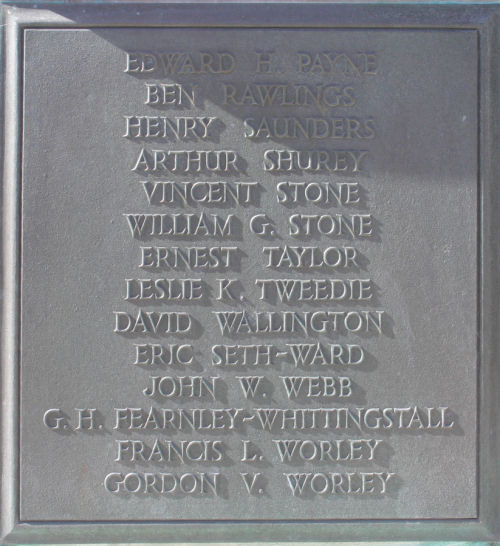 EDWARD H. PAYNE
BEN RAWLINGS
HENRY SAUNDERS
ARTHUR SHUREY
VINCENT STONE
WILLIAM G. STONE
ERNEST TAYLOR
LESLIE K. TWEEDIE
DAVID WALLINGTON
ERIC SETH-WARD
JOHN W. WEBB
G. H. FEARNLEY-WHITTINGSTALL
FRANCIS L. WORLEY
GORDON V. WORLEY